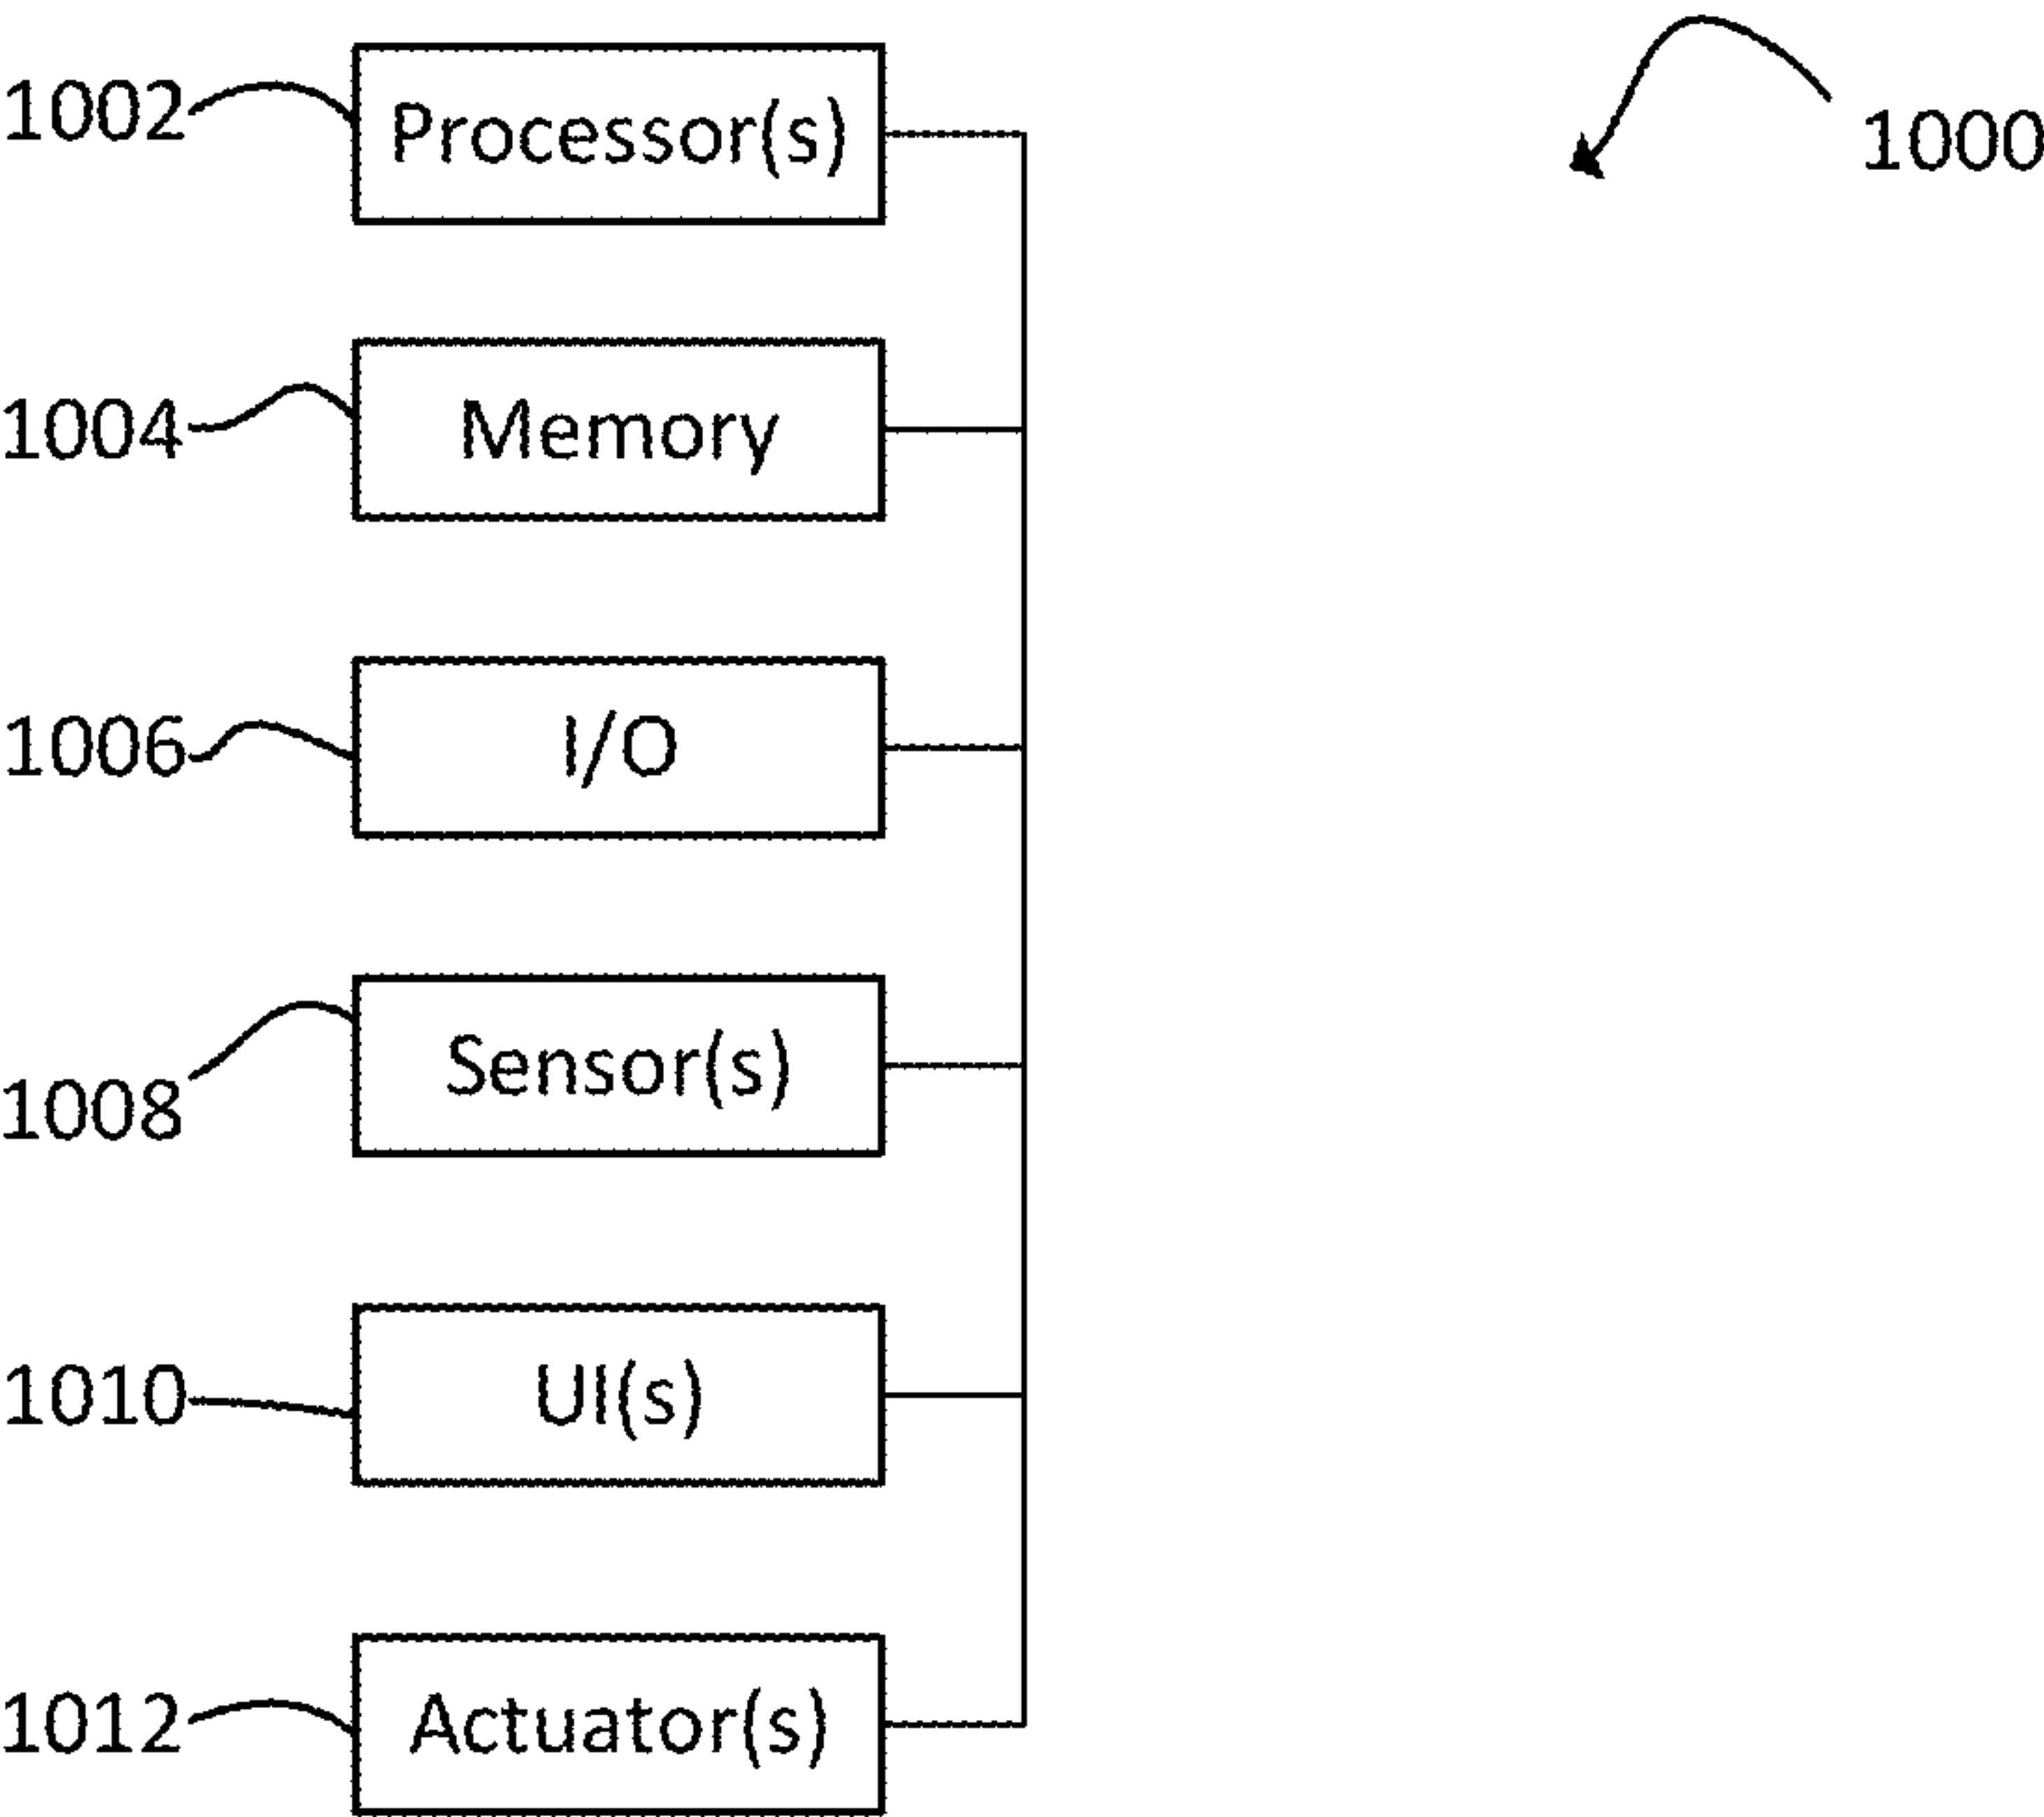 1002 Processor(s) 1000
1004 Memory
1006 I/O
1008 Sensor(s)
1010 UI(s)
1012 Actuator(s)